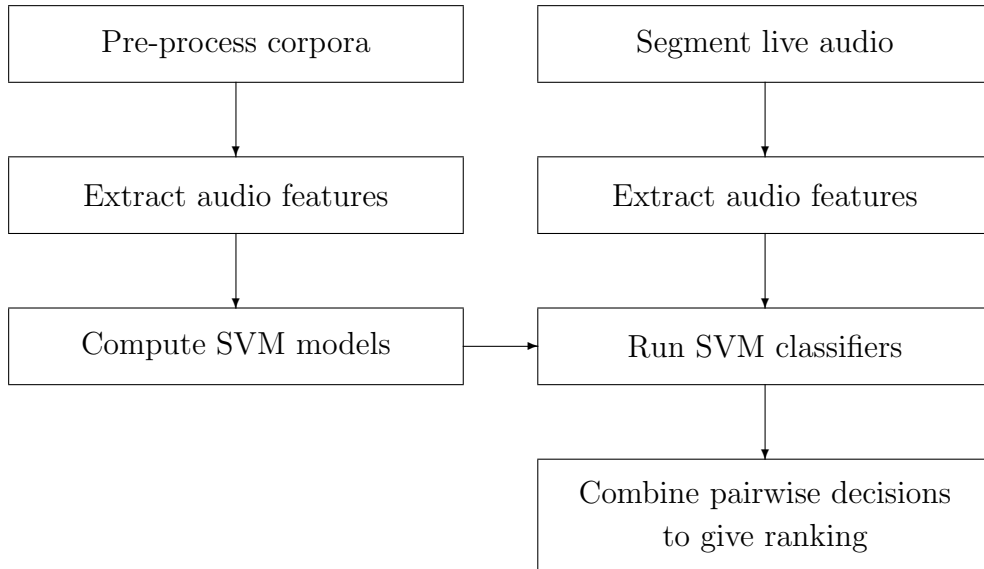 Pre-process corpora
Segment live audio
Extract audio features
Extract audio features
Compute SVM models
Run SVM classifiers
Combine pairwise decisions
to give ranking